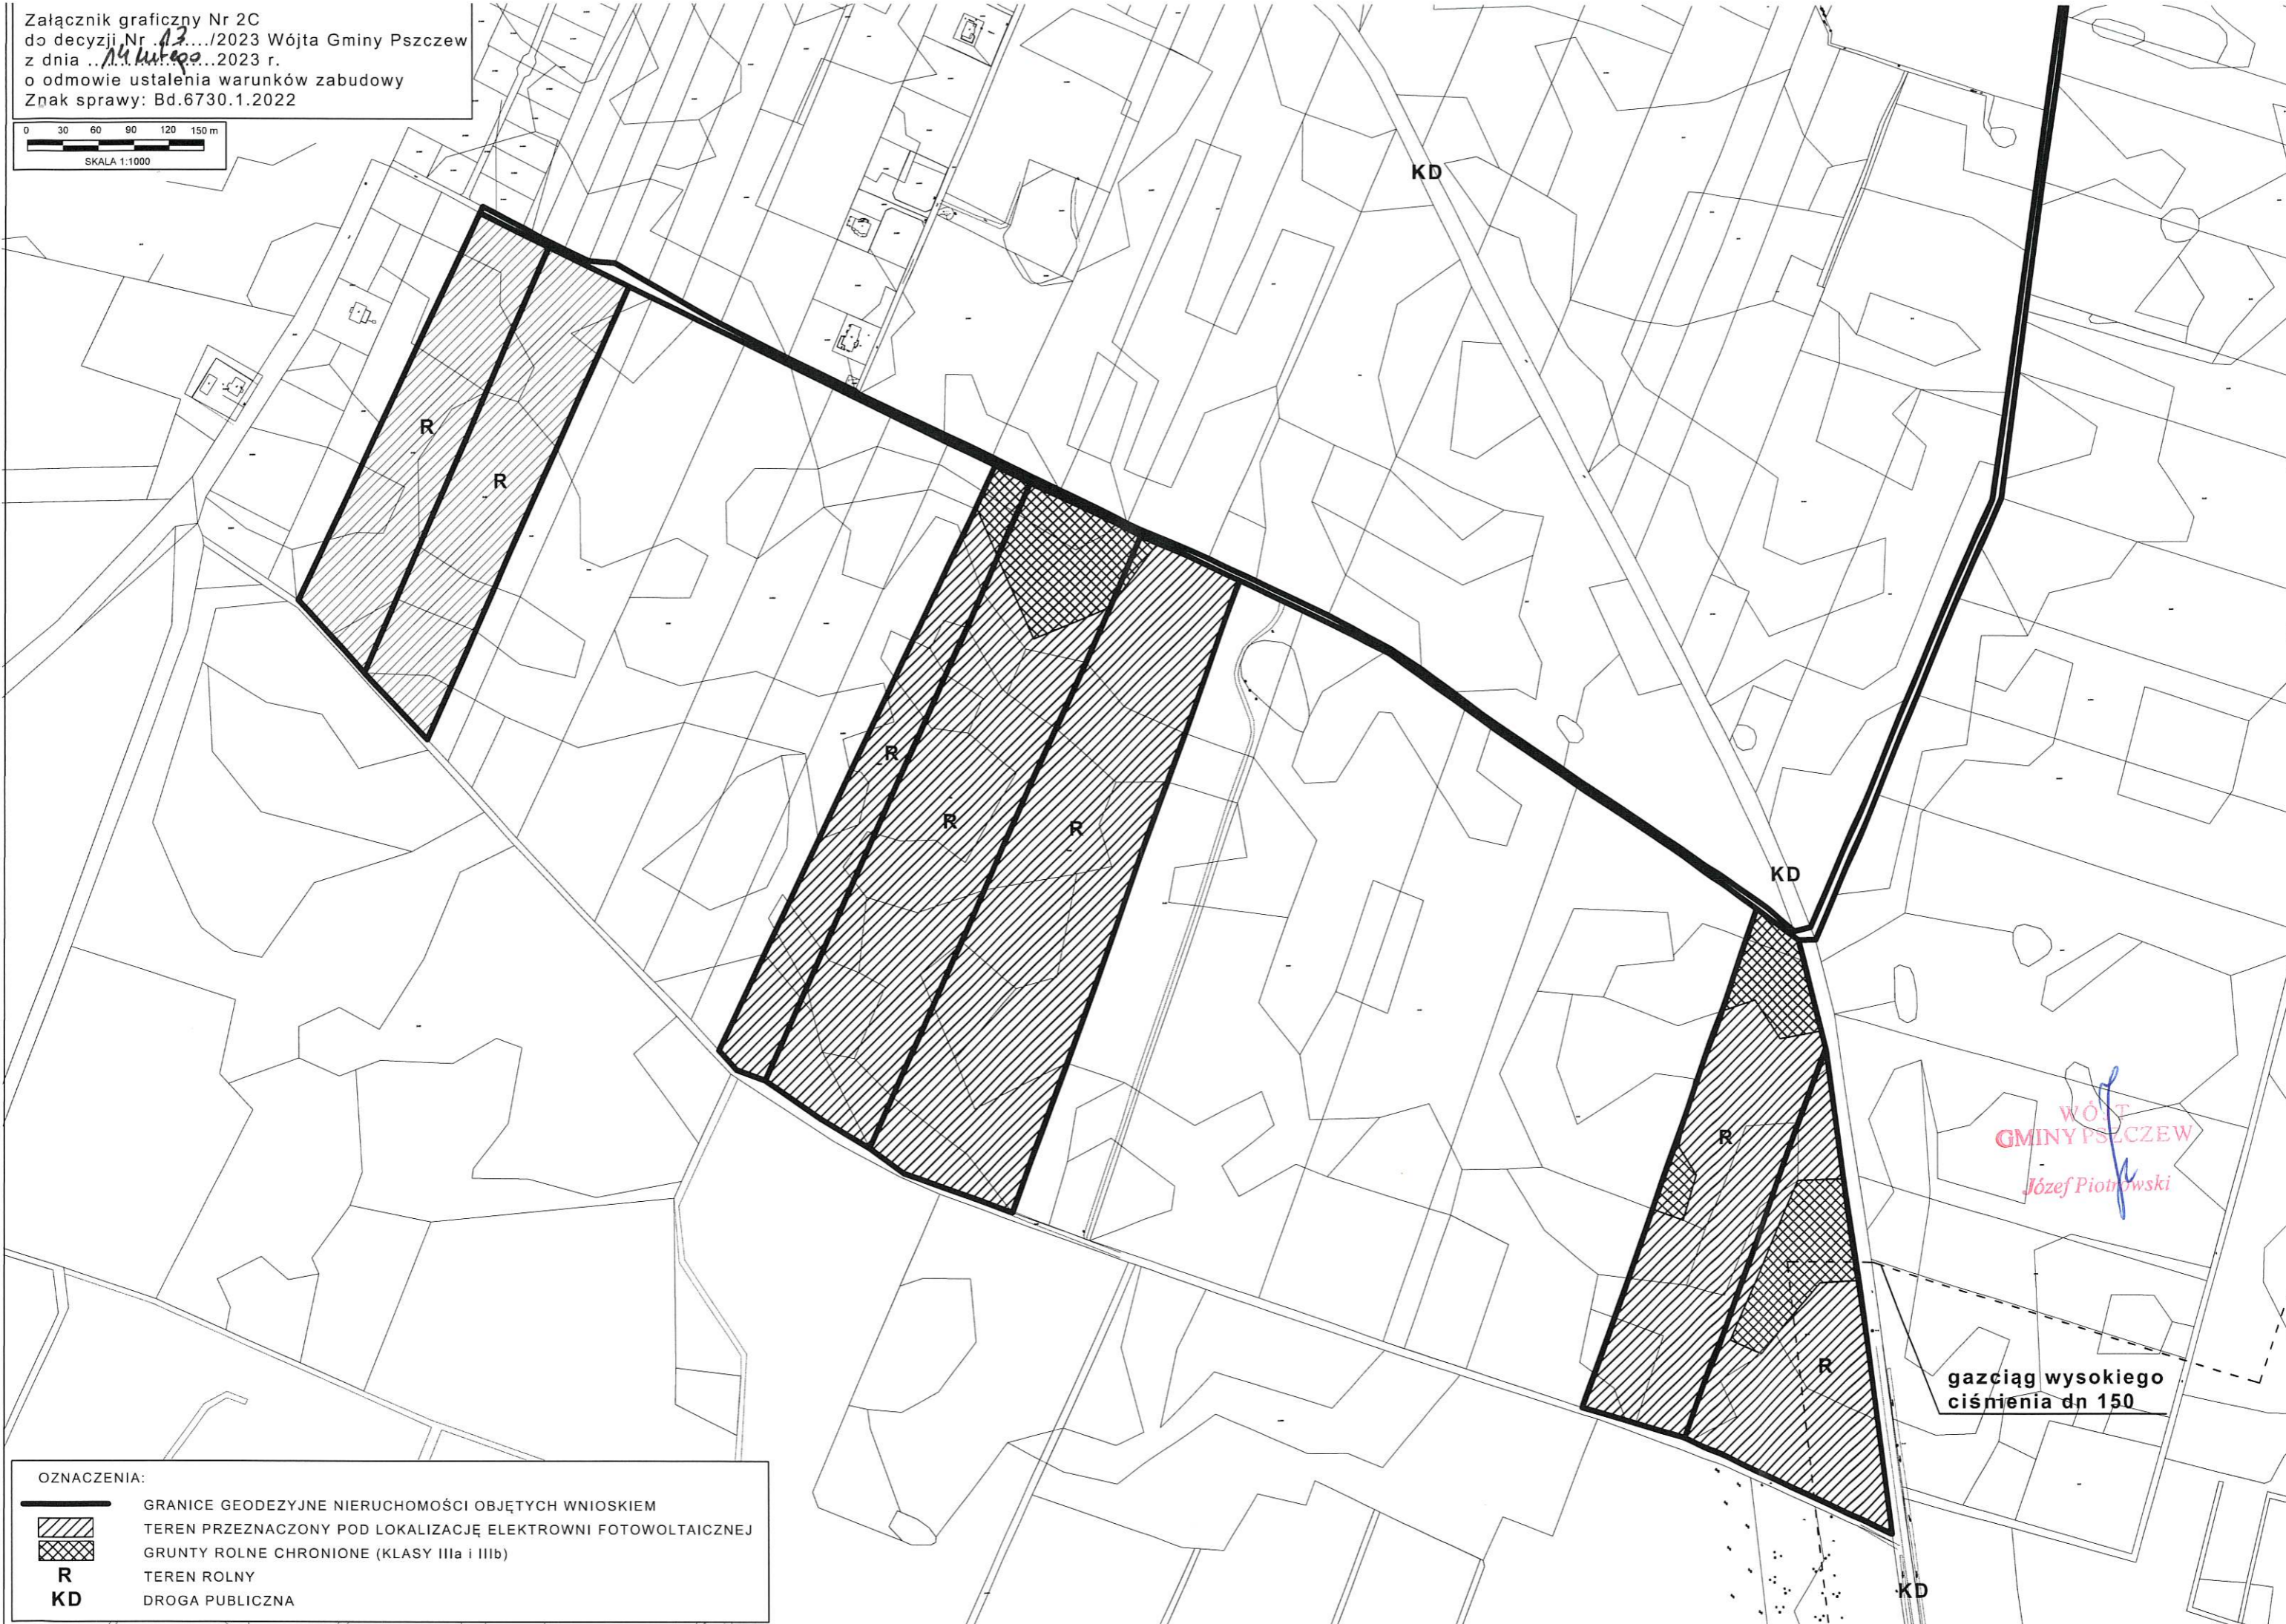 Załącznik graficzny Nr 2C
do decyzji Nr ..13..../2023 Wójta Gminy Pszczew
z dnia ..14 lutego...2023 r.
o odmowie ustalenia warunków zabudowy
Znak sprawy: Bd.6730.1.2022
0 30 60 90 120 150 m
SKALA 1:1000
KD
R
R
R
R
R
KD
R
R
WÓJT
GMINY PSZCZEW
Józef Piotrowski
gazciąg wysokiego
ciśnienia dn 150
KD
OZNACZENIA:
GRANICE GEODEZYJNE NIERUCHOMOŚCI OBJĘTYCH WNIOSKIEM
TEREN PRZEZNACZONY POD LOKALIZACJĘ ELEKTROWNI FOTOWOLTAICZNEJ
GRUNTY ROLNE CHRONIONE (KLASY IIIa i IIIb)
R TEREN ROLNY
KD DROGA PUBLICZNA